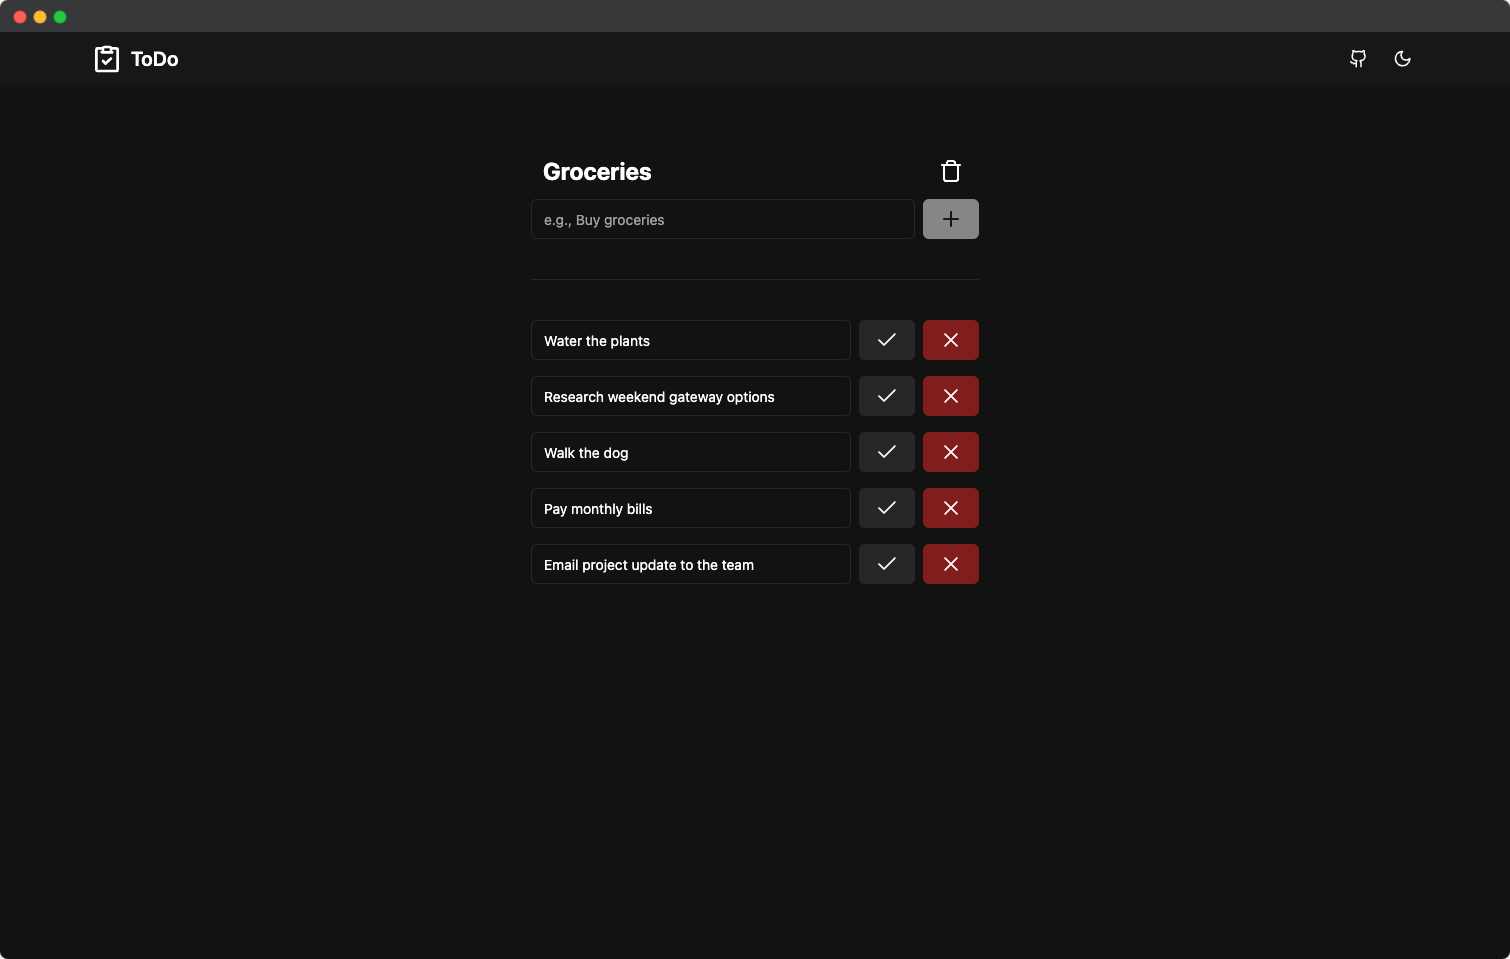 ToDo
Groceries
e.g., Buy groceries
Water the plants
Research weekend gateway options
Walk the dog
Pay monthly bills
Email project update to the team